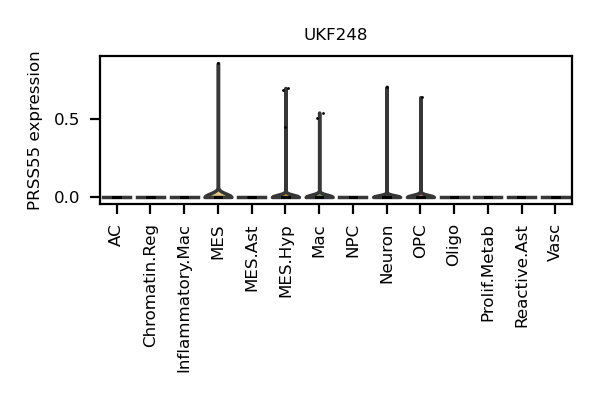 UKF248
PRSS55 expression
0.5
0.0
AC
Chromatin.Reg
Inflammatory.Mac
MES
MES.Ast
MES.Hyp
Mac
NPC
Neuron
OPC
Oligo
Prolif.Metab
Reactive.Ast
Vasc